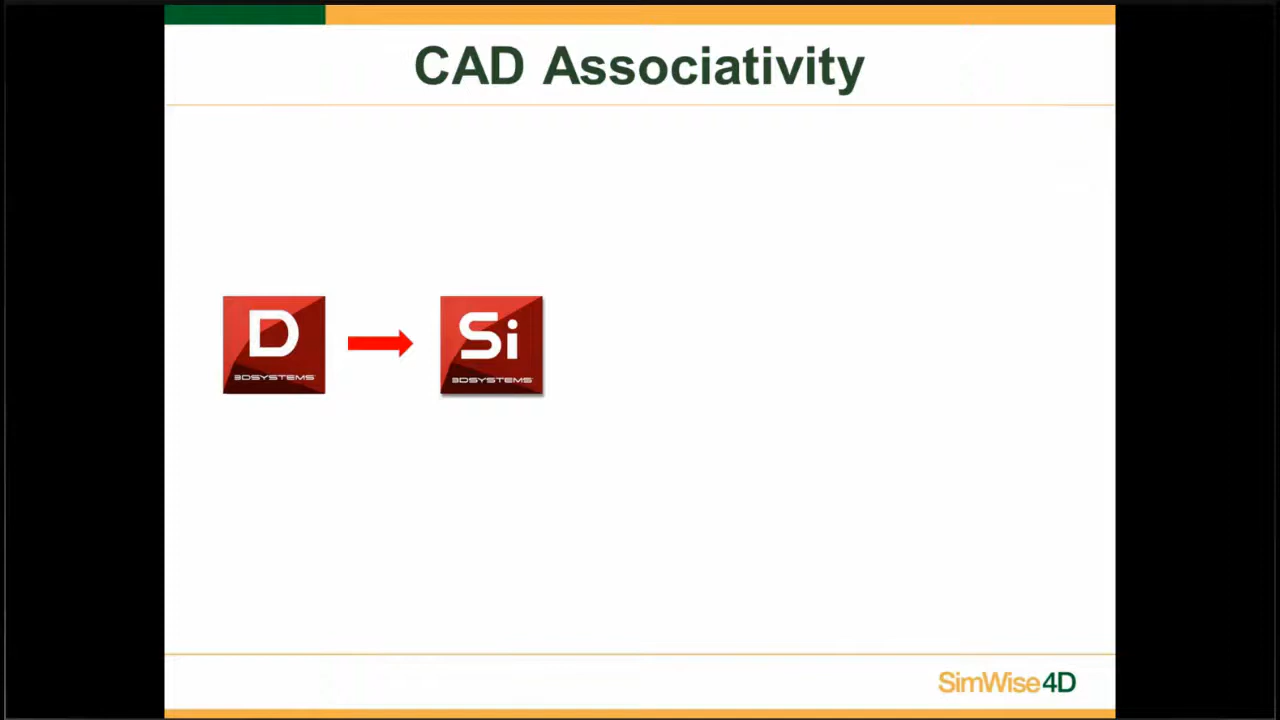 CAD Associativity
D
3DSYSTEMS
Si
3DSYSTEMS
SimWise4D